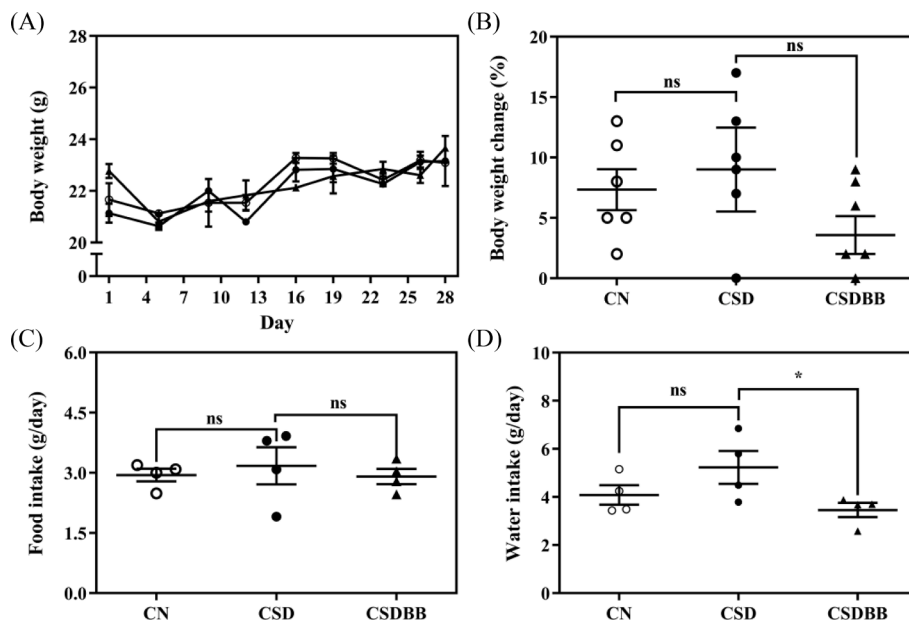 (A)
Body weight (g)
28
26
24
22
20
0
1 4 7 10 13 16 19 22 25 28
Day
(B)
Body weight change (%)
20
15
10
5
0
ns
ns
CN CSD CSDBB
(C)
Food intake (g/day)
6.0
4.5
3.0
1.5
0.0
ns
ns
CN CSD CSDBB
(D)
Water intake (g/day)
10
8
6
4
2
0
ns
*
CN CSD CSDBB